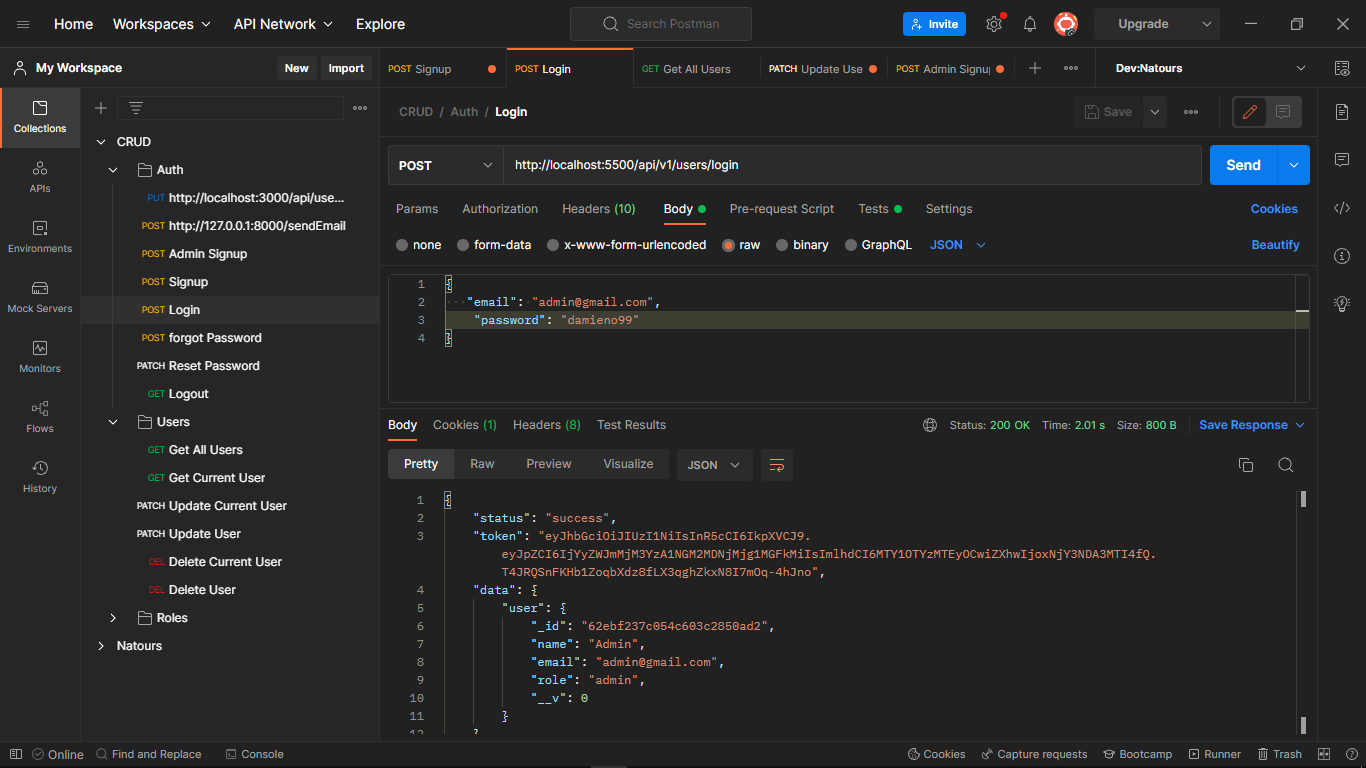 Home Workspaces API Network Explore Search Postman Invite Upgrade
My Workspace New Import POST Signup POST Login GET Get All Users PATCH Update Use POST Admin Signup Dev:Natours
Collections
APIs
Environments
Mock Servers
Monitors
Flows
History
CRUD
Auth
PUT http://localhost:3000/api/use...
POST http://127.0.0.1:8000/sendEmail
POST Admin Signup
POST Signup
POST Login
POST forgot Password
PATCH Reset Password
GET Logout
Users
GET Get All Users
GET Get Current User
PATCH Update Current User
PATCH Update User
DEL Delete Current User
DEL Delete User
Roles
Natours
CRUD / Auth / Login Save
POST http://localhost:5500/api/v1/users/login Send
Params Authorization Headers (10) Body Pre-request Script Tests Settings Cookies
none form-data x-www-form-urlencoded raw binary GraphQL JSON Beautify
1 {
2 "email": "admin@gmail.com",
3 "password": "damieno99"
4 }
Body Cookies (1) Headers (8) Test Results Status: 200 OK Time: 2.01 s Size: 800 B Save Response
Pretty Raw Preview Visualize JSON
1 {
2 "status": "success",
3 "token": "eyJhbGciOiJIUzI1NiIsInR5cCI6IkpXVCJ9.
eyJpZCI6IjYyZWJmMjM3YzA1NGM2MDNjMjg1MGFkMiIsImlhdCI6MTY1OTYzMTEyOCwiZXhwIjoxNjY3NDA3MTI4fQ.
T4JRQSnFKHb1ZoqbXdz8fLX3qghZkxN8I7mOq-4hJno",
4 "data": {
5 "user": {
6 "_id": "62ebf237c054c603c2850ad2",
7 "name": "Admin",
8 "email": "admin@gmail.com",
9 "role": "admin",
10 "__v": 0
11 }
12 }
Online Find and Replace Console Cookies Capture requests Bootcamp Runner Trash